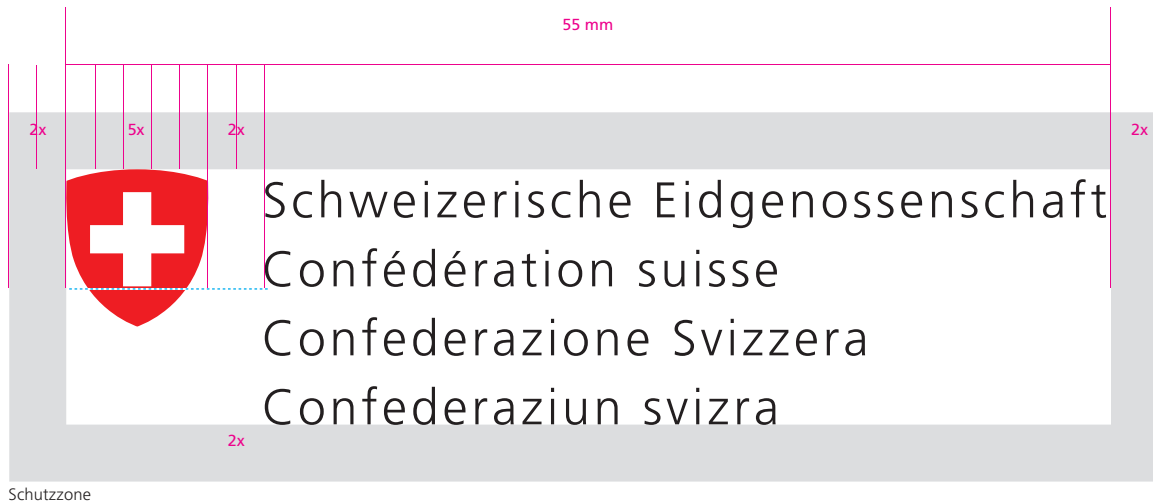 55 mm
2x 5x 2x 2x
Schweizerische Eidgenossenschaft
Confédération suisse
Confederazione Svizzera
Confederaziun svizra
2x
Schutzzone